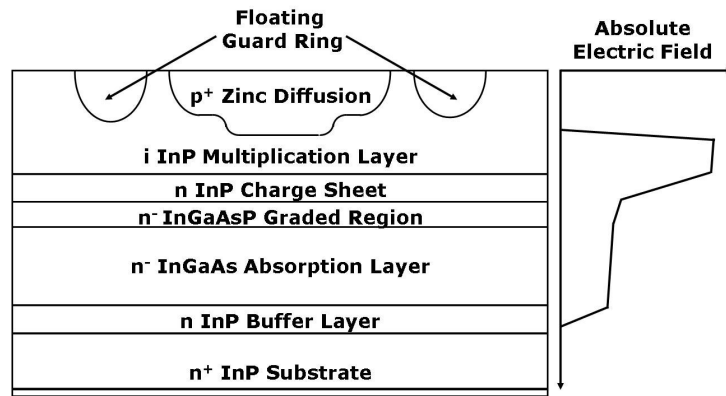 Floating
Guard Ring
Absolute
Electric Field
p+ Zinc Diffusion
i InP Multiplication Layer
n InP Charge Sheet
n- InGaAsP Graded Region
n- InGaAs Absorption Layer
n InP Buffer Layer
n+ InP Substrate